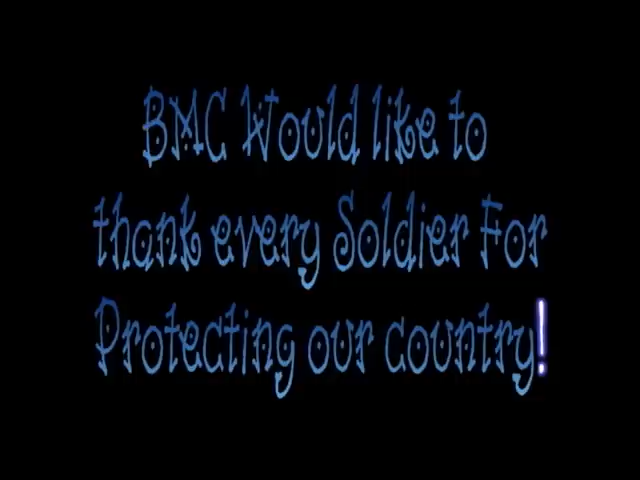 BMC Would like to
thank every Soldier For
Protecting our country!